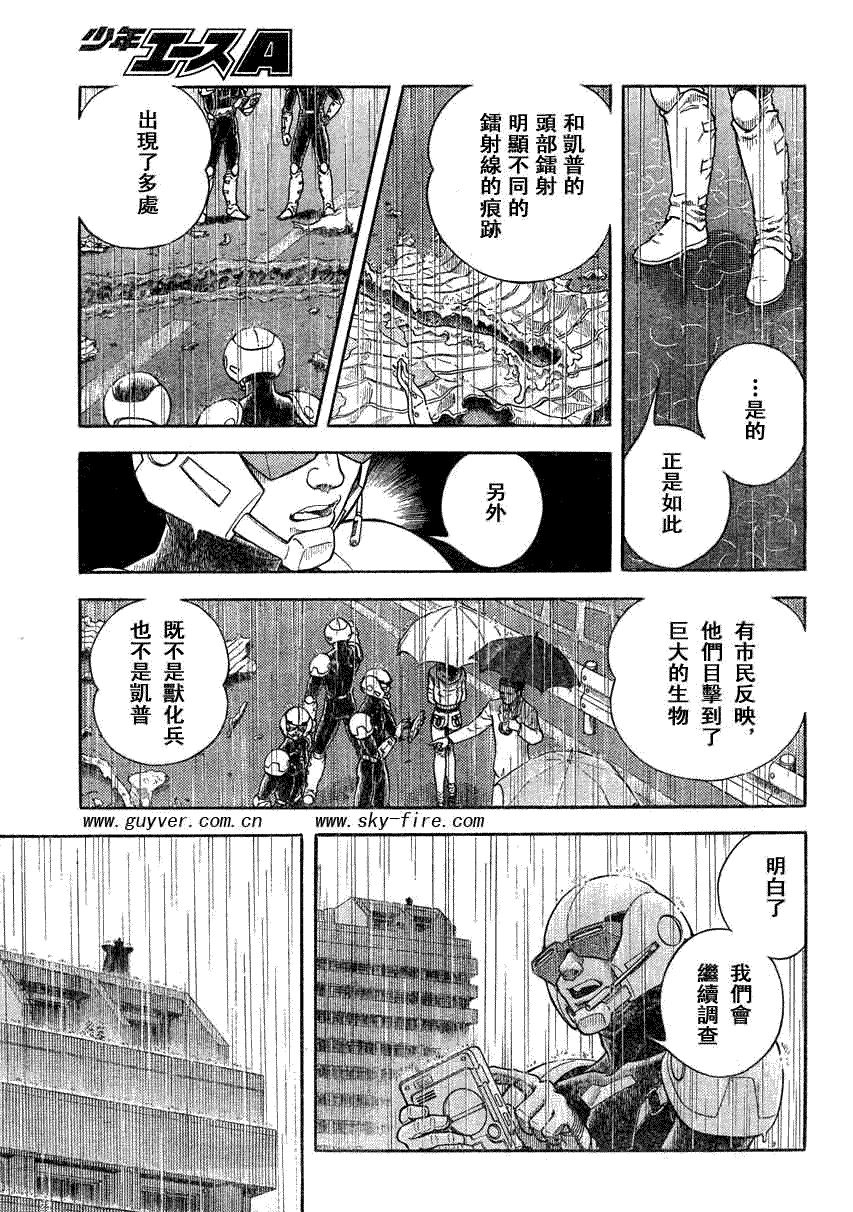 少年エースA
…是的
正是如此
和凱普的
頭部鐳射
明顯不同的
鐳射線的痕跡
出現了多處
另外
有市民反映，
他們目擊到了
巨大的生物
既不是獸化兵
也不是凱普
www.guyver.com.cn
www.sky-fire.com
明白了
我們會
繼續調查